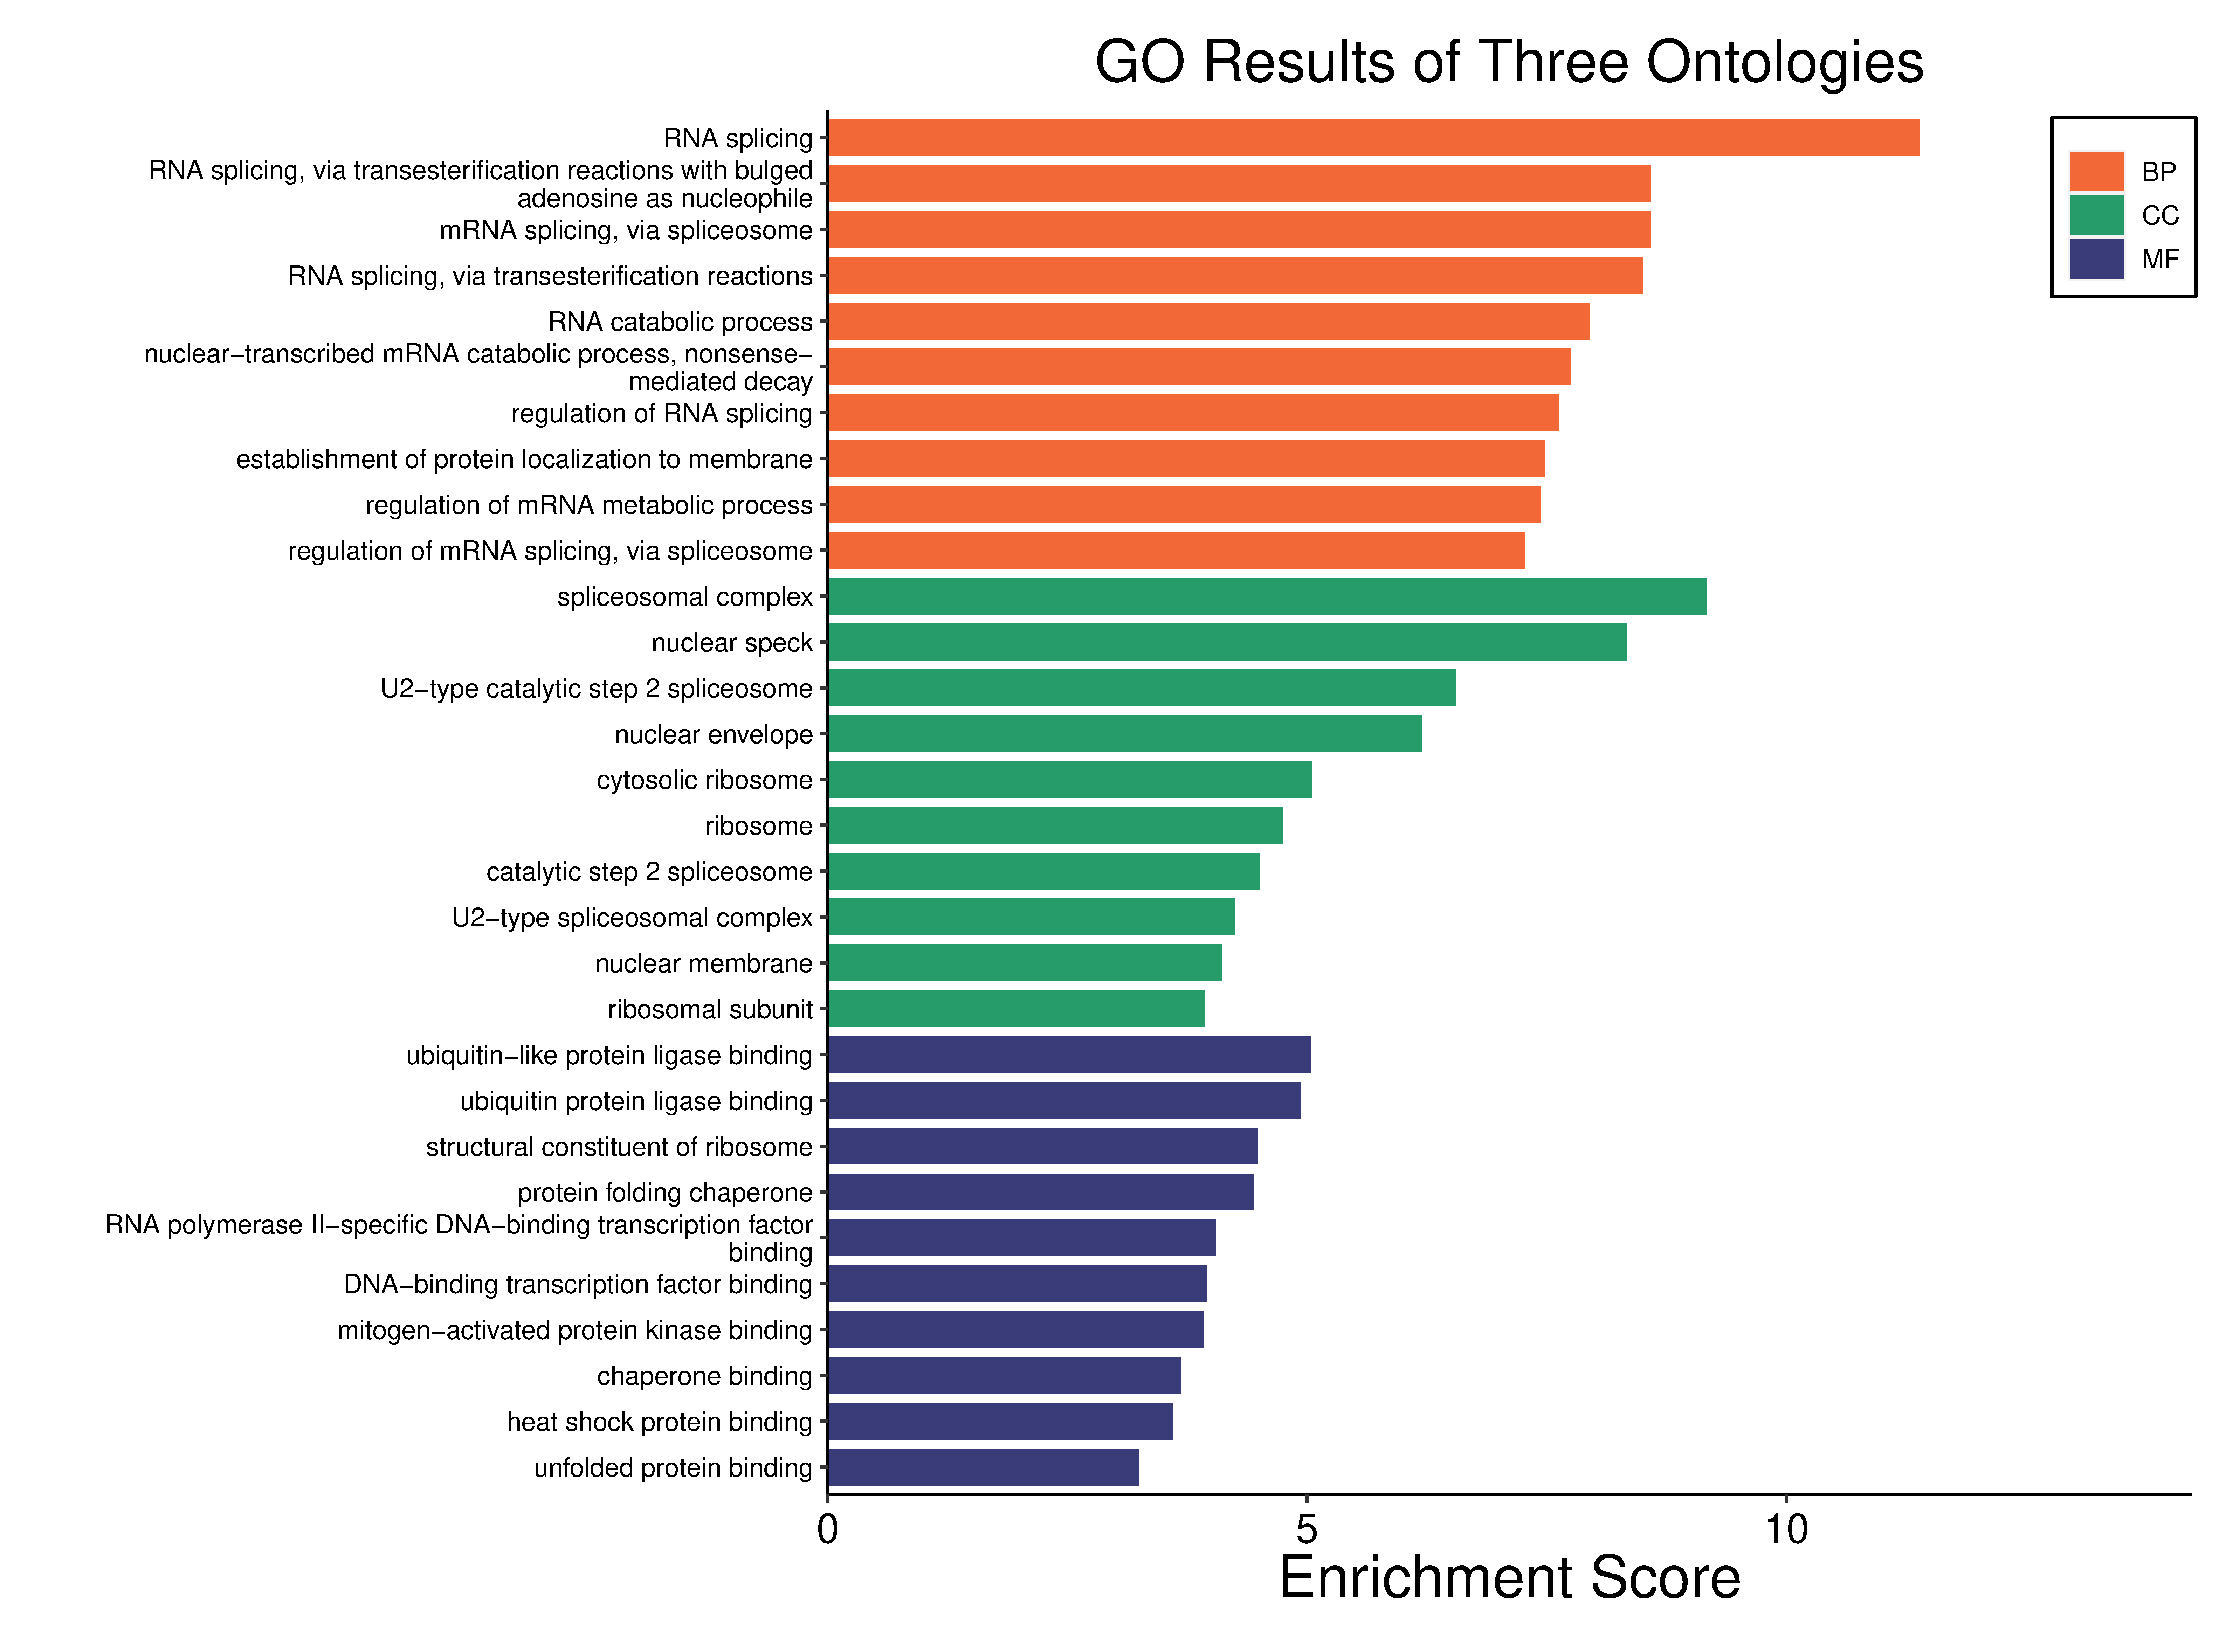 GO Results of Three Ontologies
RNA splicing
RNA splicing, via transesterification reactions with bulged
adenosine as nucleophile
mRNA splicing, via spliceosome
RNA splicing, via transesterification reactions
RNA catabolic process
nuclear−transcribed mRNA catabolic process, nonsense−
mediated decay
regulation of RNA splicing
establishment of protein localization to membrane
regulation of mRNA metabolic process
regulation of mRNA splicing, via spliceosome
spliceosomal complex
nuclear speck
U2−type catalytic step 2 spliceosome
nuclear envelope
cytosolic ribosome
ribosome
catalytic step 2 spliceosome
U2−type spliceosomal complex
nuclear membrane
ribosomal subunit
ubiquitin−like protein ligase binding
ubiquitin protein ligase binding
structural constituent of ribosome
protein folding chaperone
RNA polymerase II−specific DNA−binding transcription factor
binding
DNA−binding transcription factor binding
mitogen−activated protein kinase binding
chaperone binding
heat shock protein binding
unfolded protein binding
BP
CC
MF
0 5 10
Enrichment Score